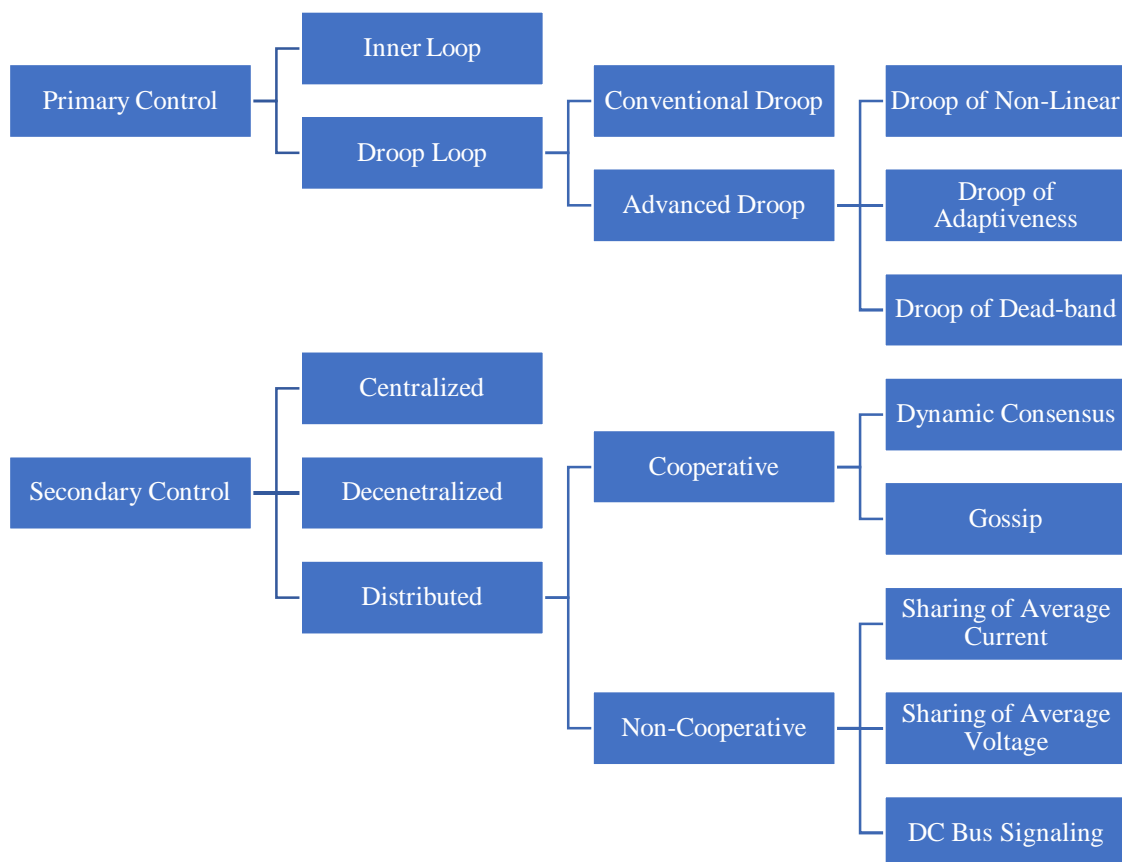 Primary Control
Inner Loop
Droop Loop
Conventional Droop
Advanced Droop
Droop of Non-Linear
Droop of
Adaptiveness
Droop of Dead-band
Secondary Control
Centralized
Decenetralized
Distributed
Cooperative
Dynamic Consensus
Gossip
Non-Cooperative
Sharing of Average
Current
Sharing of Average
Voltage
DC Bus Signaling